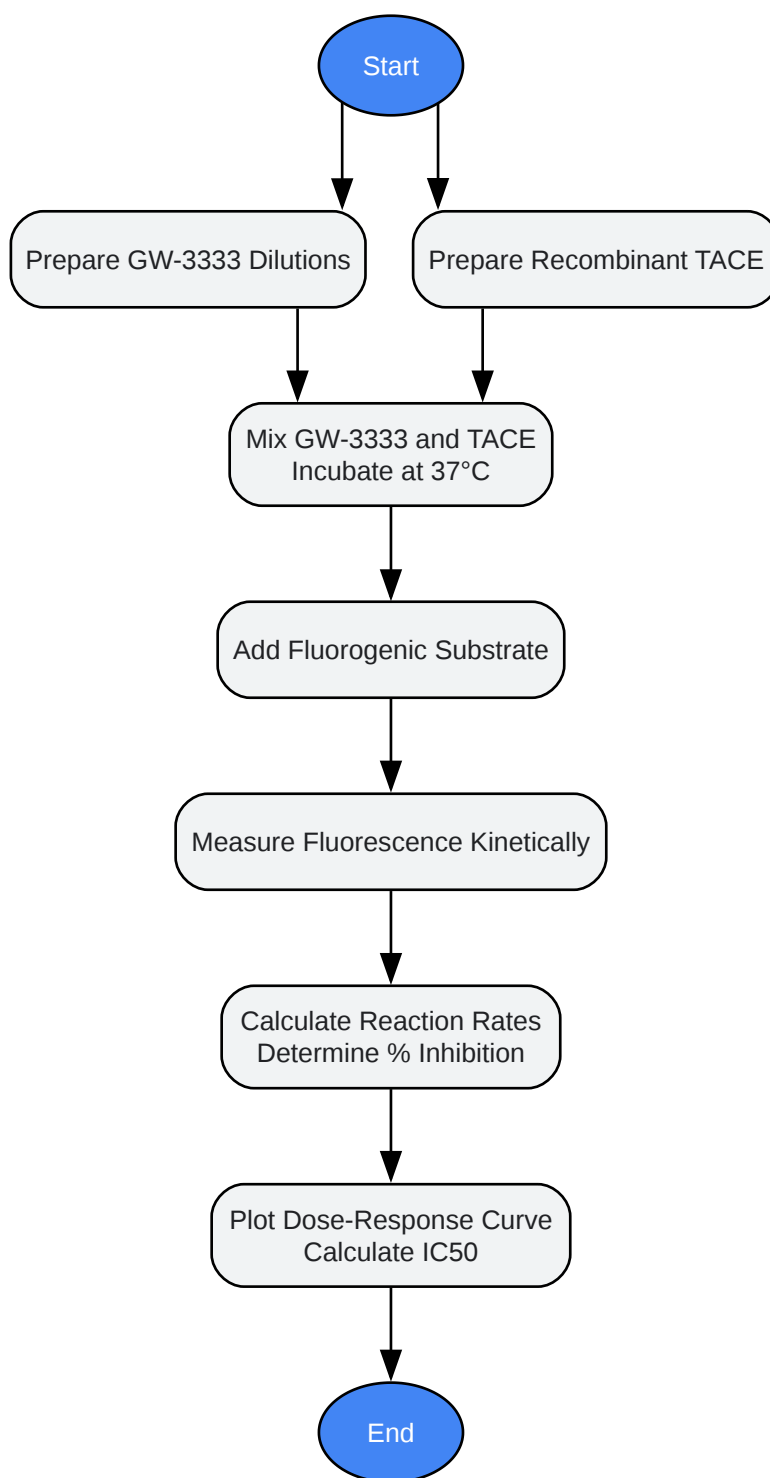 Start
Prepare GW-3333 Dilutions
Prepare Recombinant TACE
Mix GW-3333 and TACE
Incubate at 37°C
Add Fluorogenic Substrate
Measure Fluorescence Kinetically
Calculate Reaction Rates
Determine % Inhibition
Plot Dose-Response Curve
Calculate IC50
End